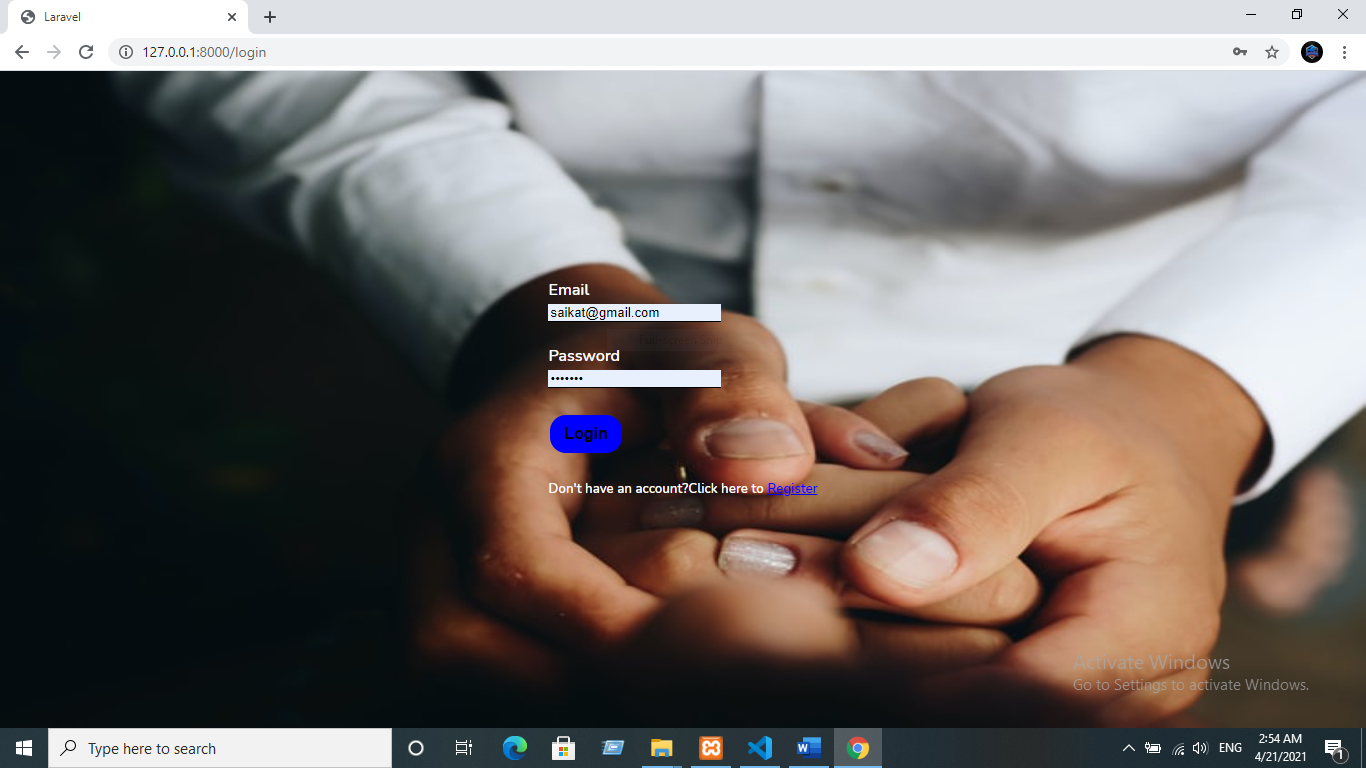 Laravel
127.0.0.1:8000/login
Email
saikat@gmail.com
Password
•••••••
Login
Don't have an account?Click here to Register
Activate Windows
Go to Settings to activate Windows.
Type here to search
ENG
2:54 AM
4/21/2021
1